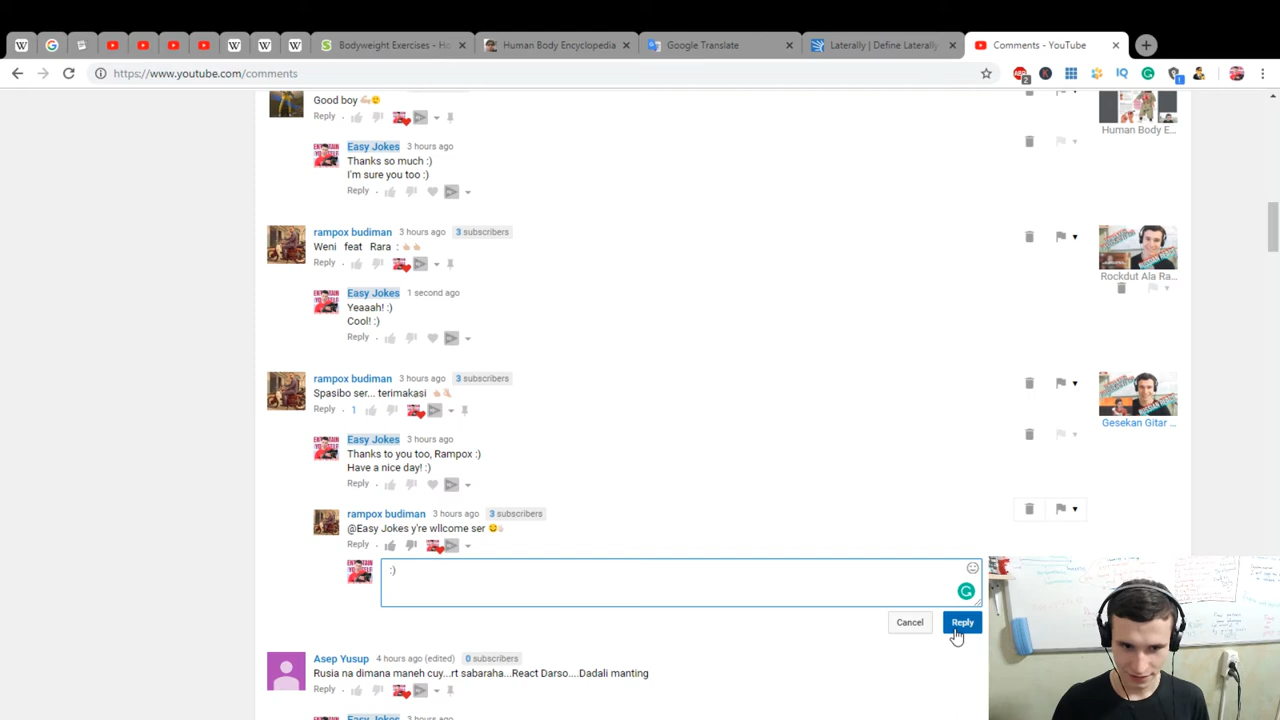 Bodyweight Exercises - Ho
Human Body Encyclopedia
Google Translate
Laterally | Define Laterally
Comments - YouTube
https://www.youtube.com/comments
Good boy
Reply
Human Body E...
Easy Jokes 3 hours ago
Thanks so much :)
I'm sure you too :)
Reply
rampox budiman 3 hours ago 3 subscribers
Weni feat Rara :
Reply
Rockdut Ala Ra...
Easy Jokes 1 second ago
Yeaaah! :)
Cool! :)
Reply
rampox budiman 3 hours ago 3 subscribers
Spasibo ser... terimakasi
Reply 1
Gesekan Gitar ...
Easy Jokes 3 hours ago
Thanks to you too, Rampox :)
Have a nice day! :)
Reply
rampox budiman 3 hours ago 3 subscribers
@Easy Jokes y're wllcome ser
Reply
:)
Cancel Reply
Asep Yusup 4 hours ago (edited) 0 subscribers
Rusia na dimana maneh cuy...rt sabaraha...React Darso....Dadali manting
Reply
Easy Jokes 3 hours ago